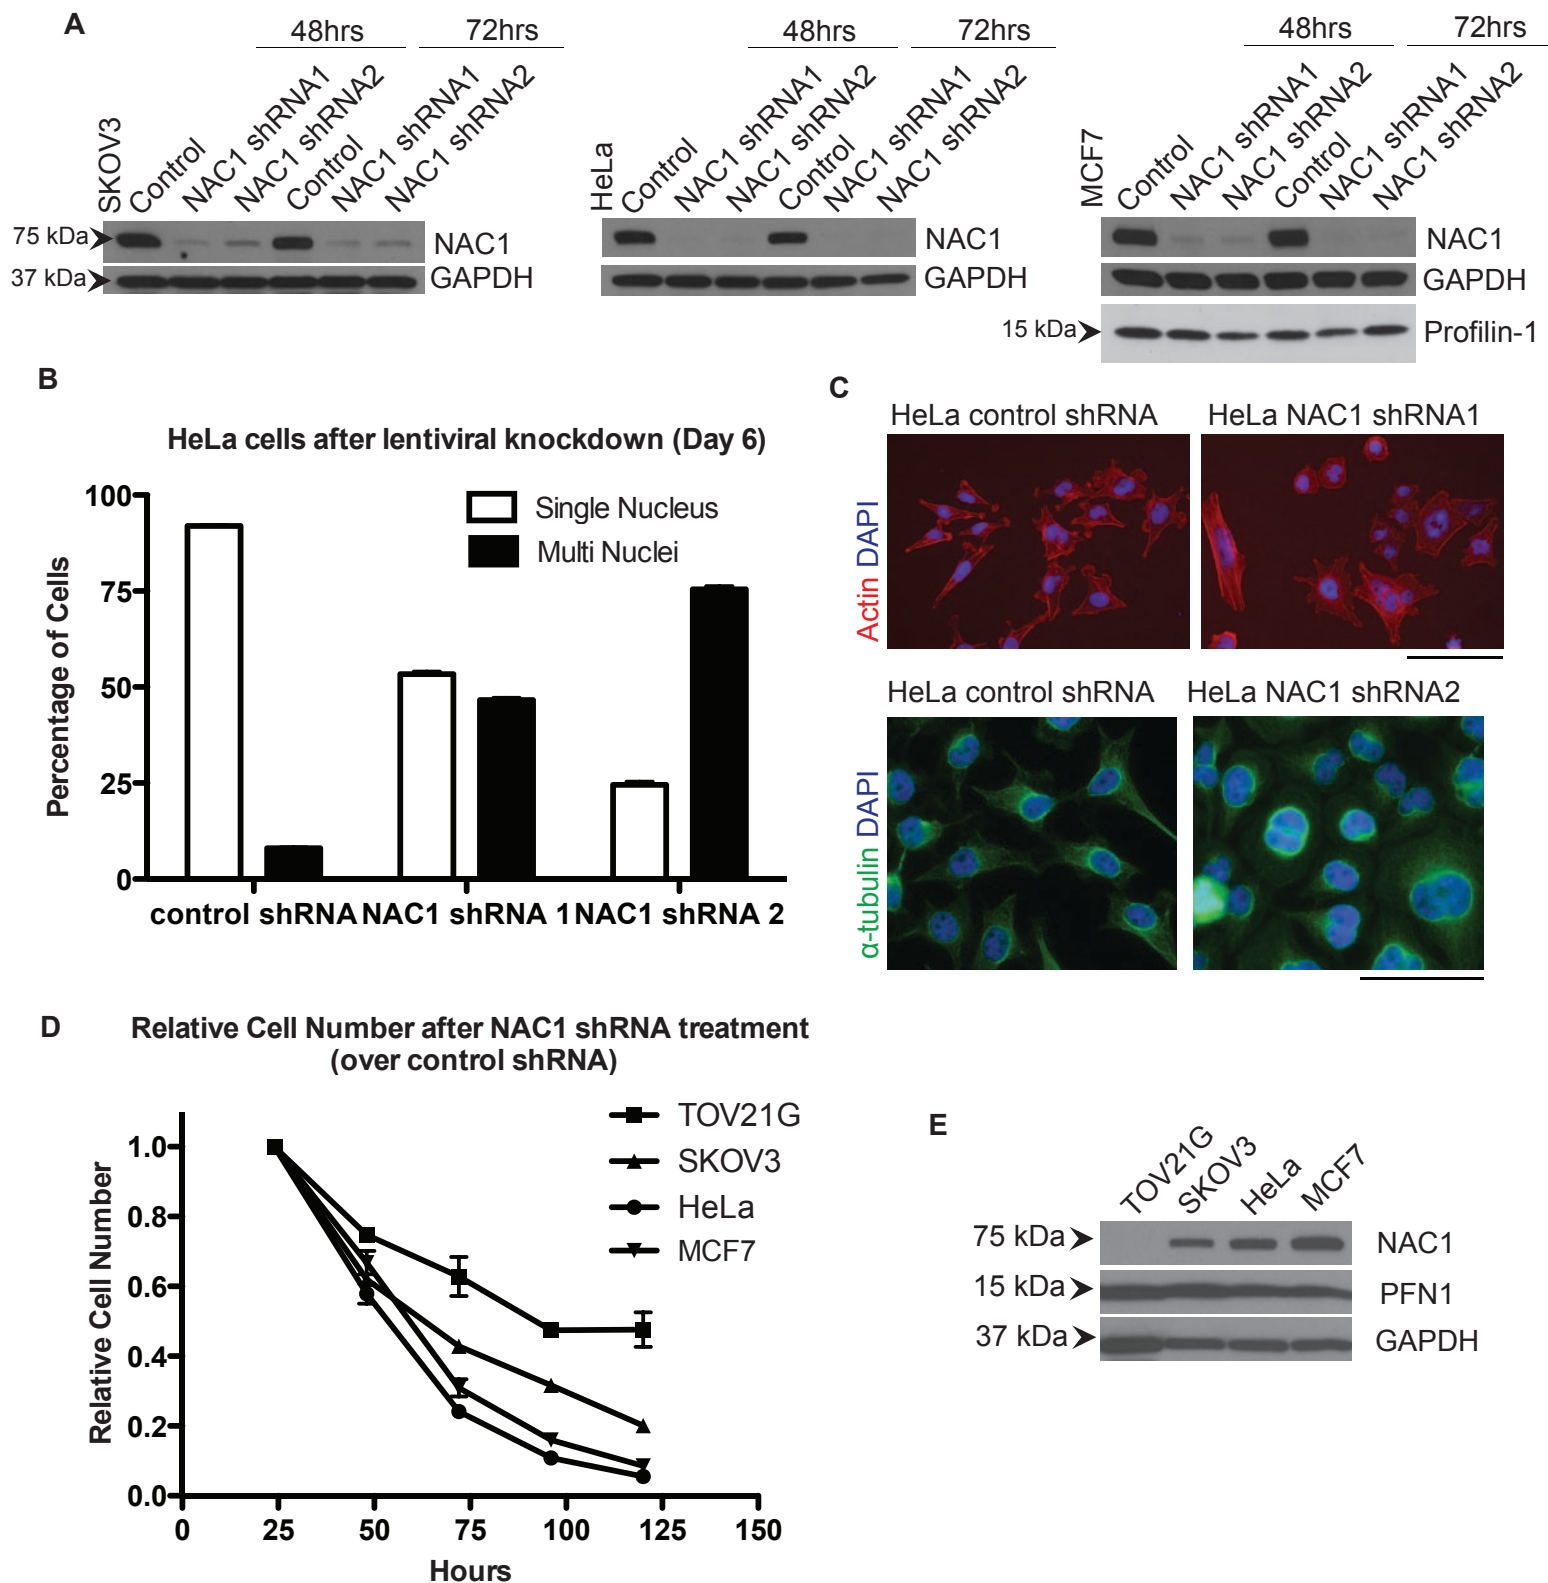 A
48hrs 72hrs
48hrs 72hrs
48hrs 72hrs
SKOV3
Control
NAC1 shRNA1
NAC1 shRNA2
Control
NAC1 shRNA1
NAC1 shRNA2
75 kDa
NAC1
37 kDa
GAPDH
HeLa
Control
NAC1 shRNA1
NAC1 shRNA2
Control
NAC1 shRNA1
NAC1 shRNA2
NAC1
GAPDH
MCF7
Control
NAC1 shRNA1
NAC1 shRNA2
Control
NAC1 shRNA1
NAC1 shRNA2
NAC1
GAPDH
15 kDa
Profilin-1
B
HeLa cells after lentiviral knockdown (Day 6)
Percentage of Cells
100
75
50
25
0
Single Nucleus
Multi Nuclei
control shRNA NAC1 shRNA 1 NAC1 shRNA 2
C
HeLa control shRNA HeLa NAC1 shRNA1
Actin DAPI
HeLa control shRNA HeLa NAC1 shRNA2
α-tubulin DAPI
D
Relative Cell Number after NAC1 shRNA treatment
(over control shRNA)
Relative Cell Number
1.0
0.8
0.6
0.4
0.2
0.0
TOV21G
SKOV3
HeLa
MCF7
0 25 50 75 100 125 150
Hours
E
TOV21G
SKOV3
HeLa
MCF7
75 kDa
NAC1
15 kDa
PFN1
37 kDa
GAPDH